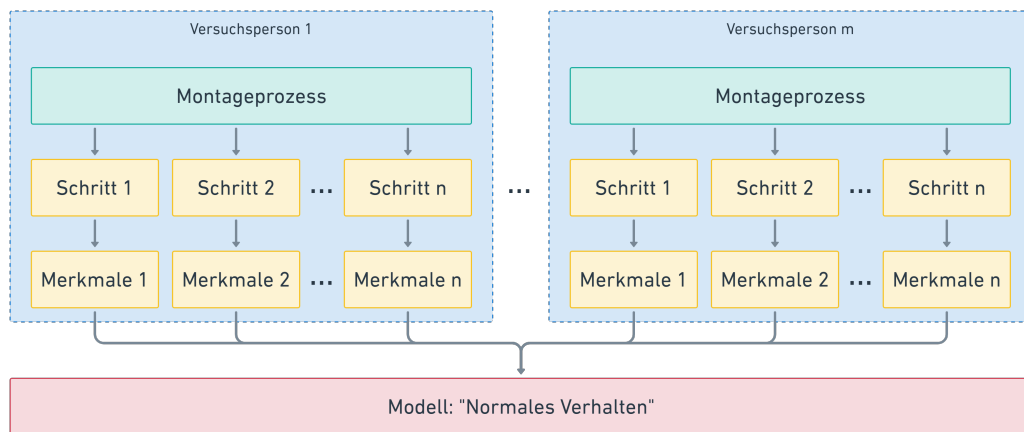 Versuchsperson 1
Versuchsperson m
Montageprozess
Montageprozess
Schritt 1
Schritt 2
...
Schritt n
...
Schritt 1
Schritt 2
...
Schritt n
Merkmale 1
Merkmale 2
...
Merkmale n
Merkmale 1
Merkmale 2
...
Merkmale n
Modell: "Normales Verhalten"